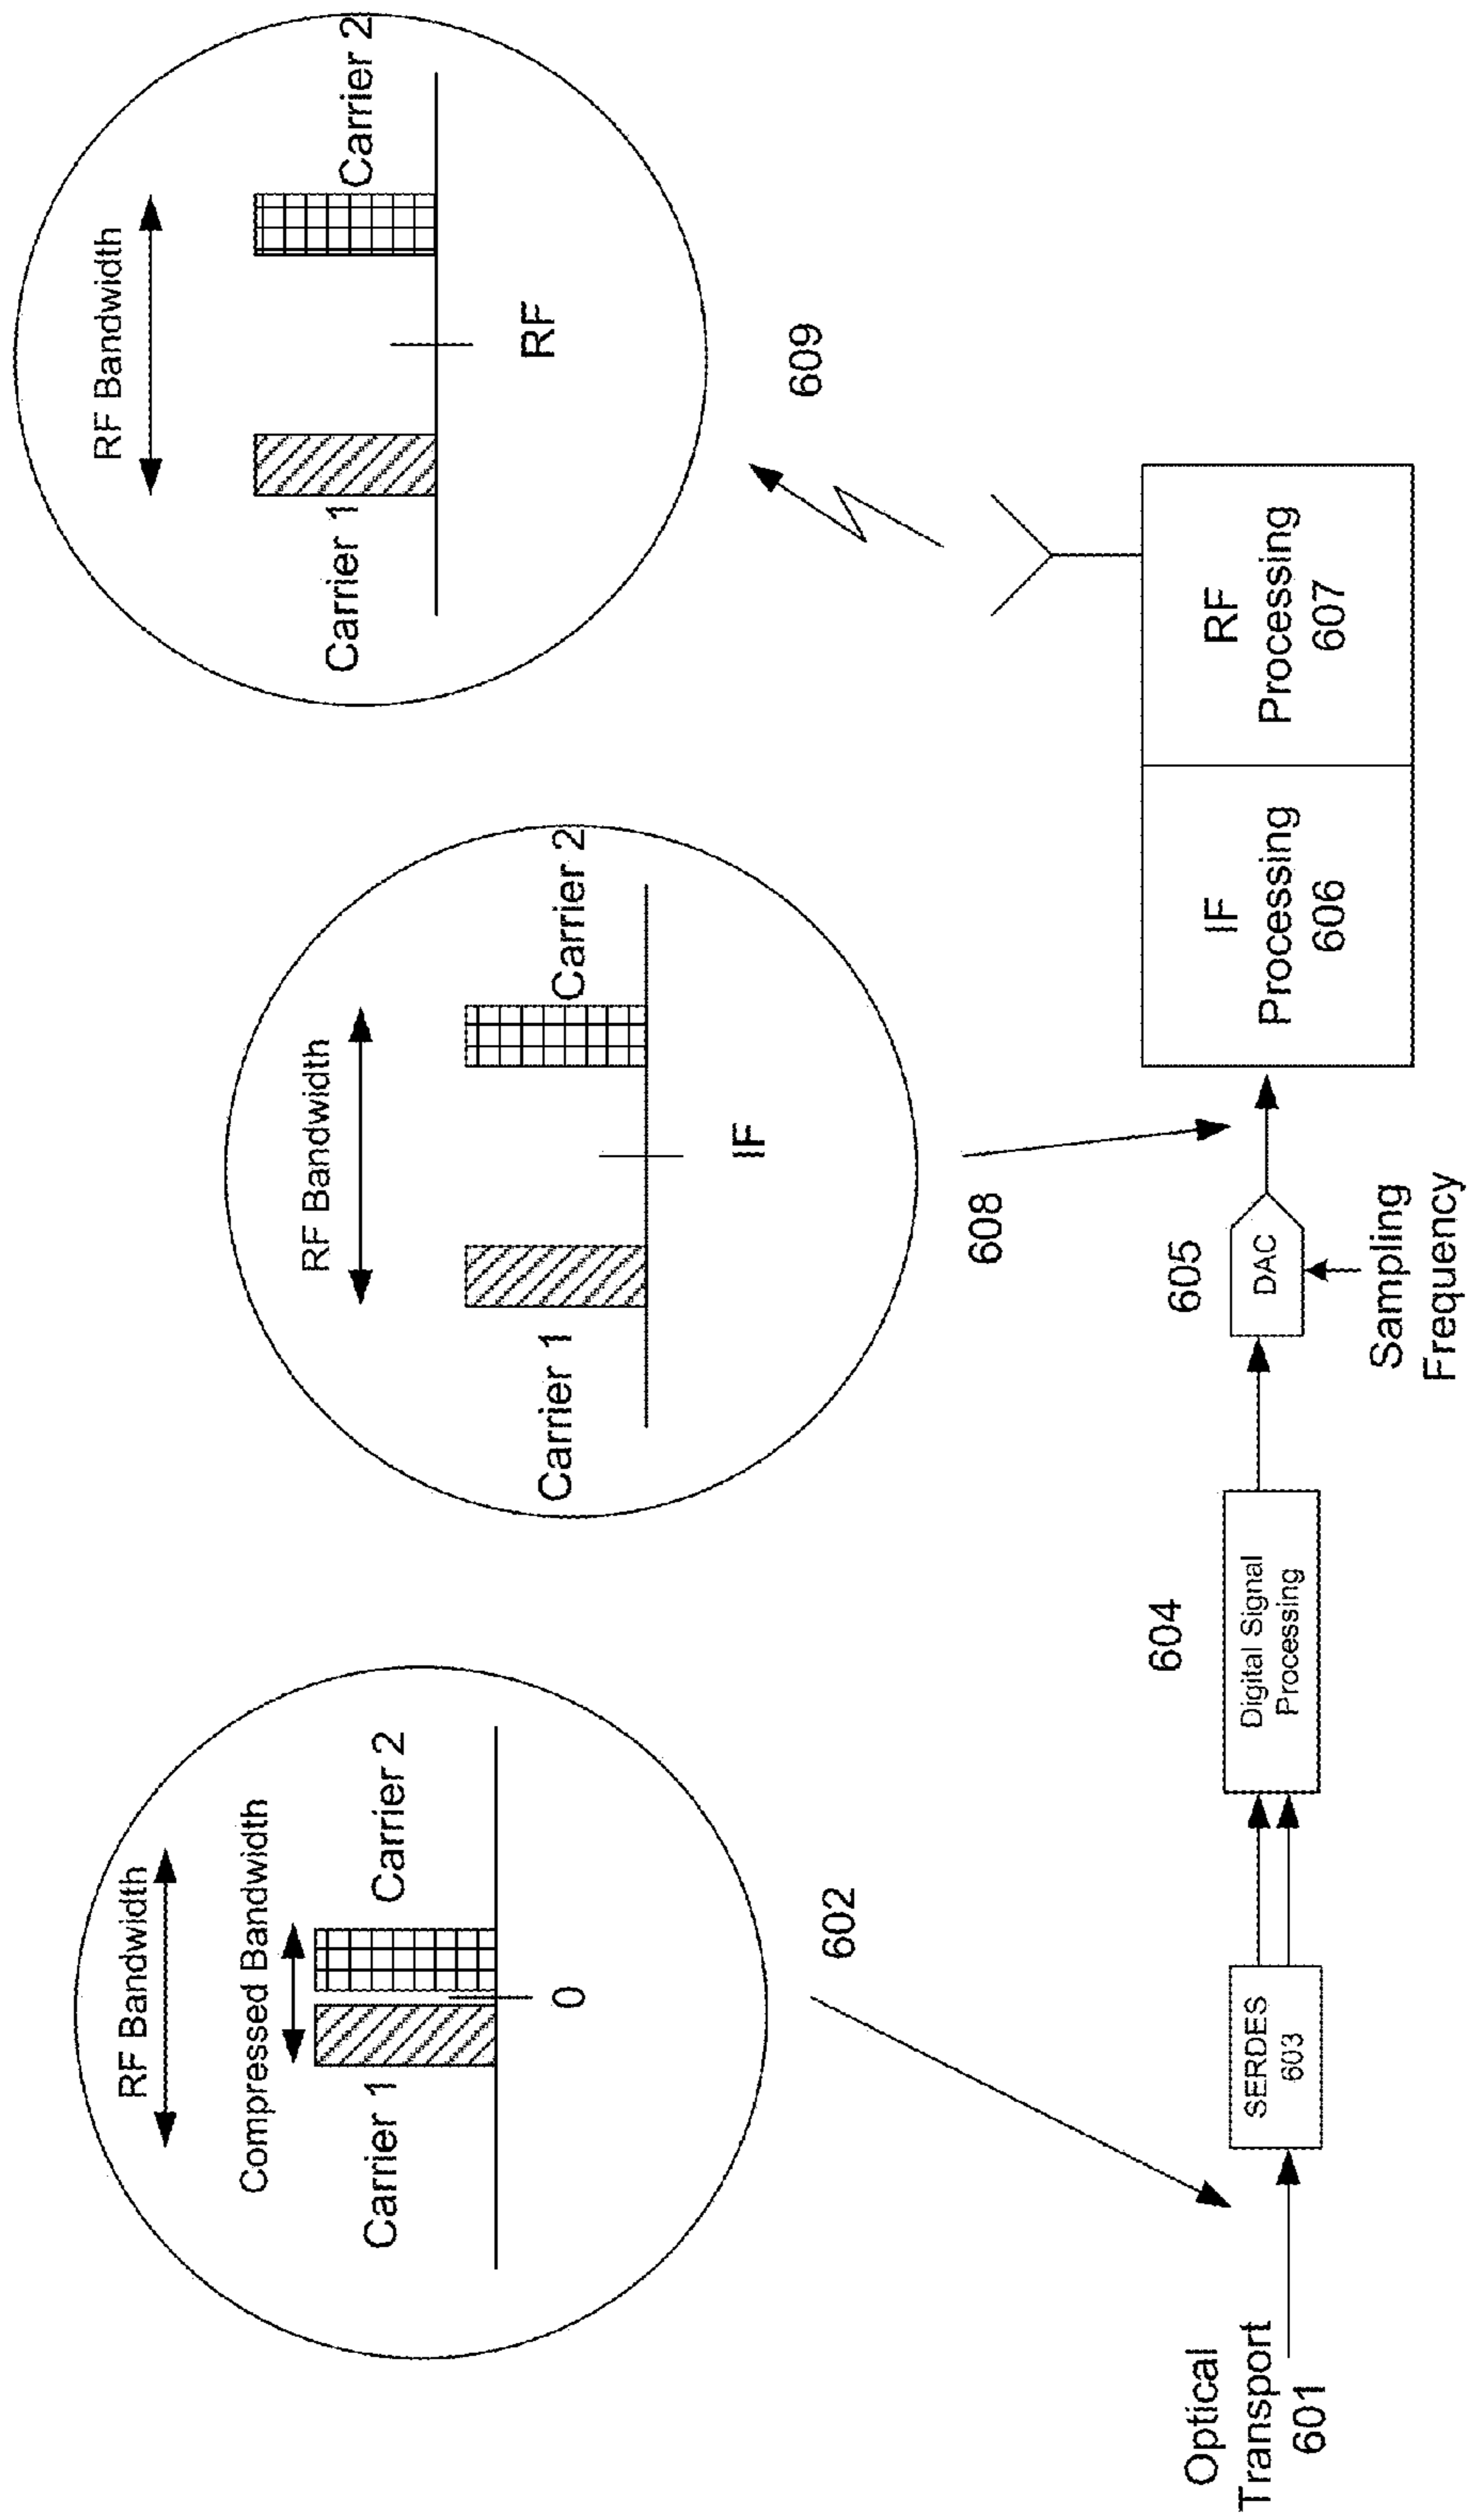 RF Bandwidth
Compressed Bandwidth
Carrier 1
Carrier 2
0
602
RF Bandwidth
Carrier 1
Carrier 2
IF
608
RF Bandwidth
Carrier 1
Carrier 2
RF
609
Optical
Transport
601
SERDES
603
604
Digital Signal
Processing
605
DAC
Sampling
Frequency
IF
Processing
606
RF
Processing
607